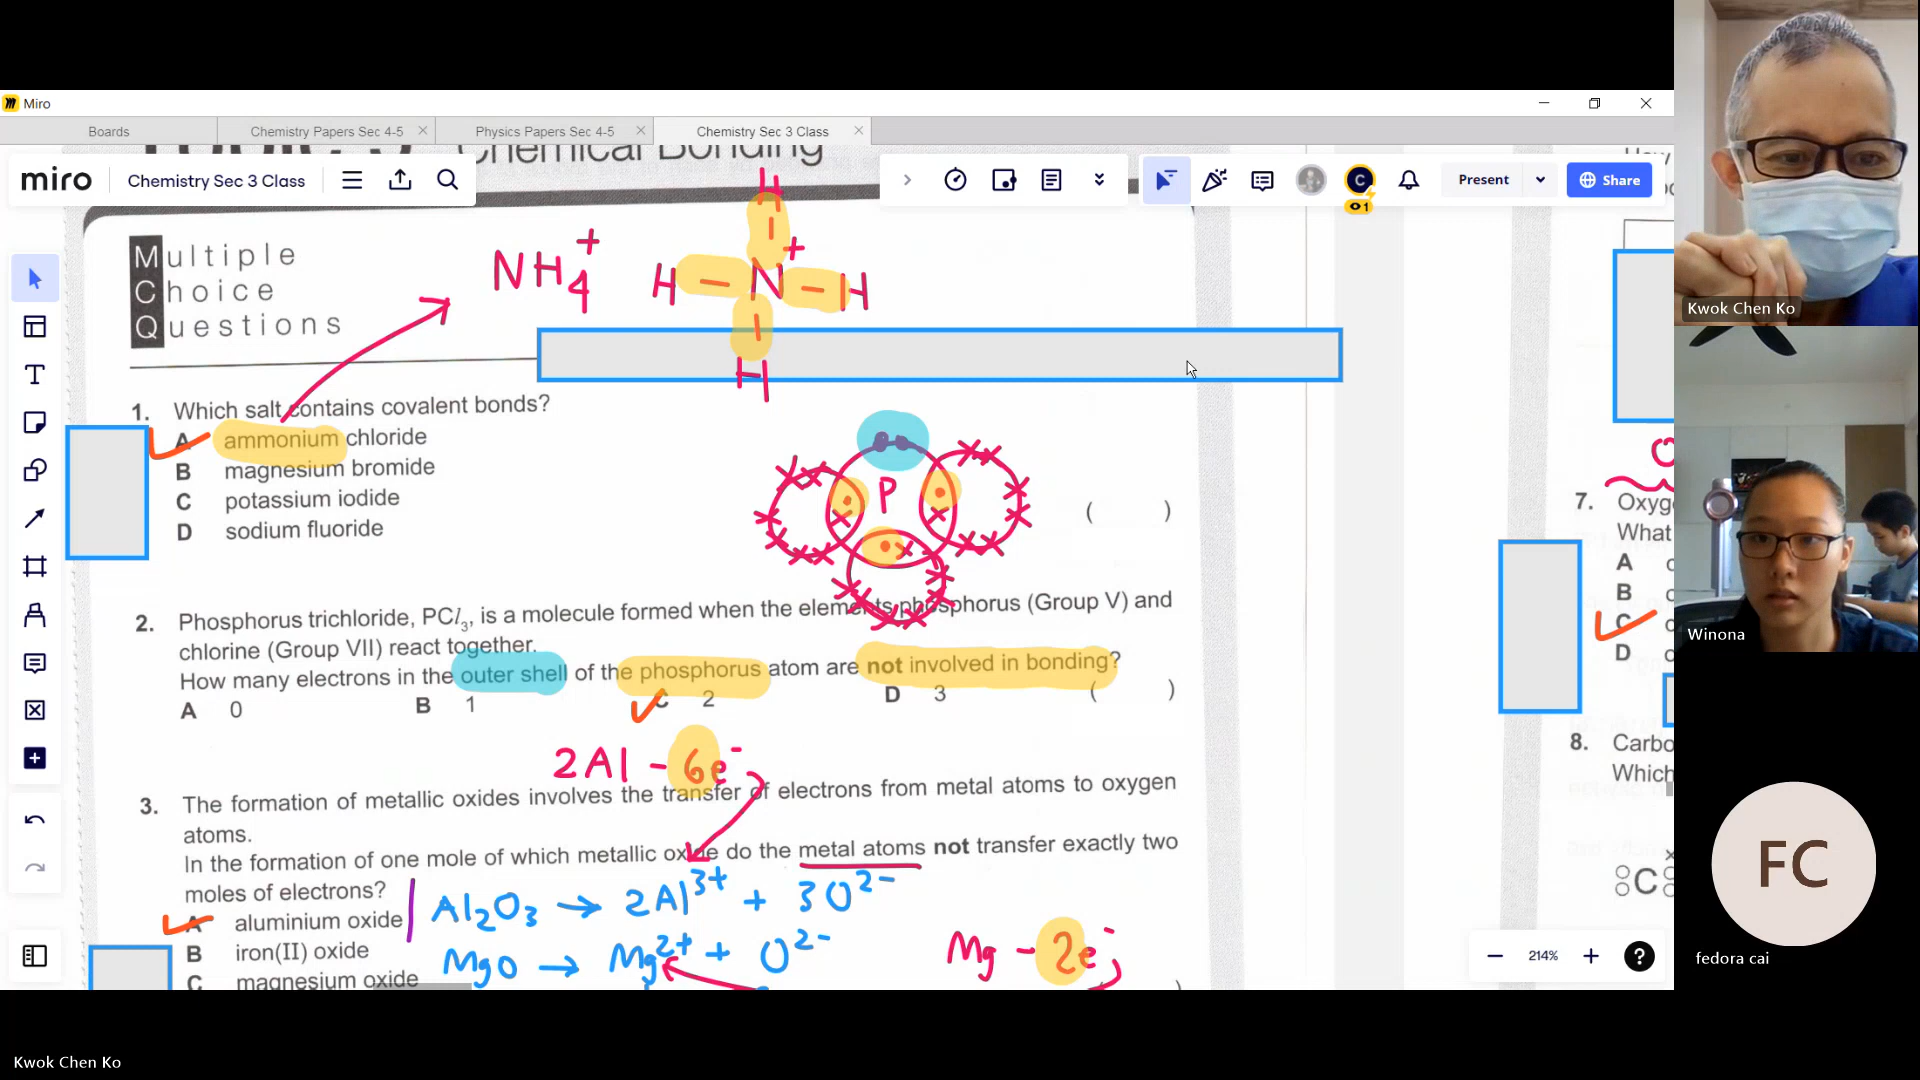 Miro
Boards
Chemistry Papers Sec 4-5
Physics Papers Sec 4-5
Chemistry Sec 3 Class
Chemical Bonding
miro
Chemistry Sec 3 Class
C
1
Present
Share
Multiple
Choice
Questions
NH4+
H
H - N+ - H
H
1. Which salt contains covalent bonds?
A ammonium chloride
B magnesium bromide
C potassium iodide
D sodium fluoride
( )
P
2. Phosphorus trichloride, PCl3, is a molecule formed when the elements phosphorus (Group V) and
chlorine (Group VII) react together.
How many electrons in the outer shell of the phosphorus atom are not involved in bonding?
A 0 B 1 C 2 D 3 ( )
2Al - 6e-
3. The formation of metallic oxides involves the transfer of electrons from metal atoms to oxygen
atoms.
In the formation of one mole of which metallic oxide do the metal atoms not transfer exactly two
moles of electrons?
A aluminium oxide
B iron(II) oxide
C magnesium oxide
Al2O3 → 2Al3+ + 3O2-
MgO → Mg2+ + O2-
Mg - 2e-
7. Oxyg
What
A
B
C
D
8. Carbo
Which
C
214%
Kwok Chen Ko
Winona
FC
fedora cai
Kwok Chen Ko